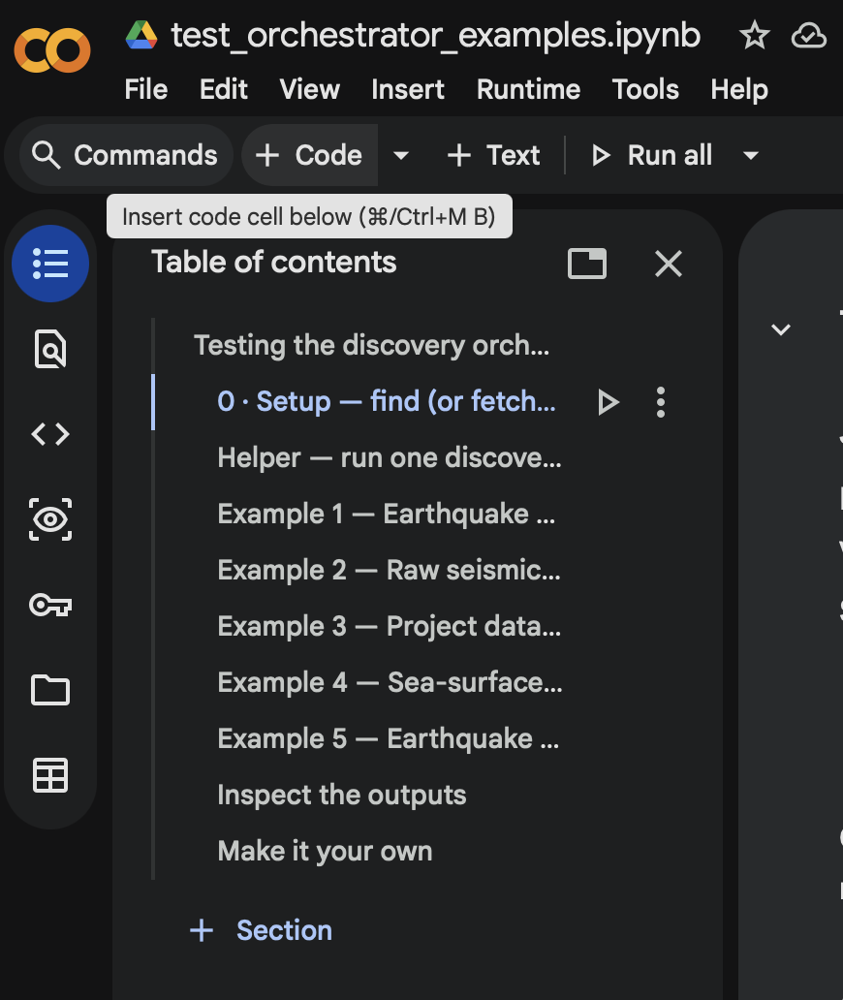 test_orchestrator_examples.ipynb
File Edit View Insert Runtime Tools Help
Commands + Code + Text Run all
Insert code cell below (⌘/Ctrl+M B)
Table of contents
Testing the discovery orch...
0 · Setup — find (or fetch...
Helper — run one discove...
Example 1 — Earthquake ...
Example 2 — Raw seismic...
Example 3 — Project data...
Example 4 — Sea-surface...
Example 5 — Earthquake ...
Inspect the outputs
Make it your own
+ Section